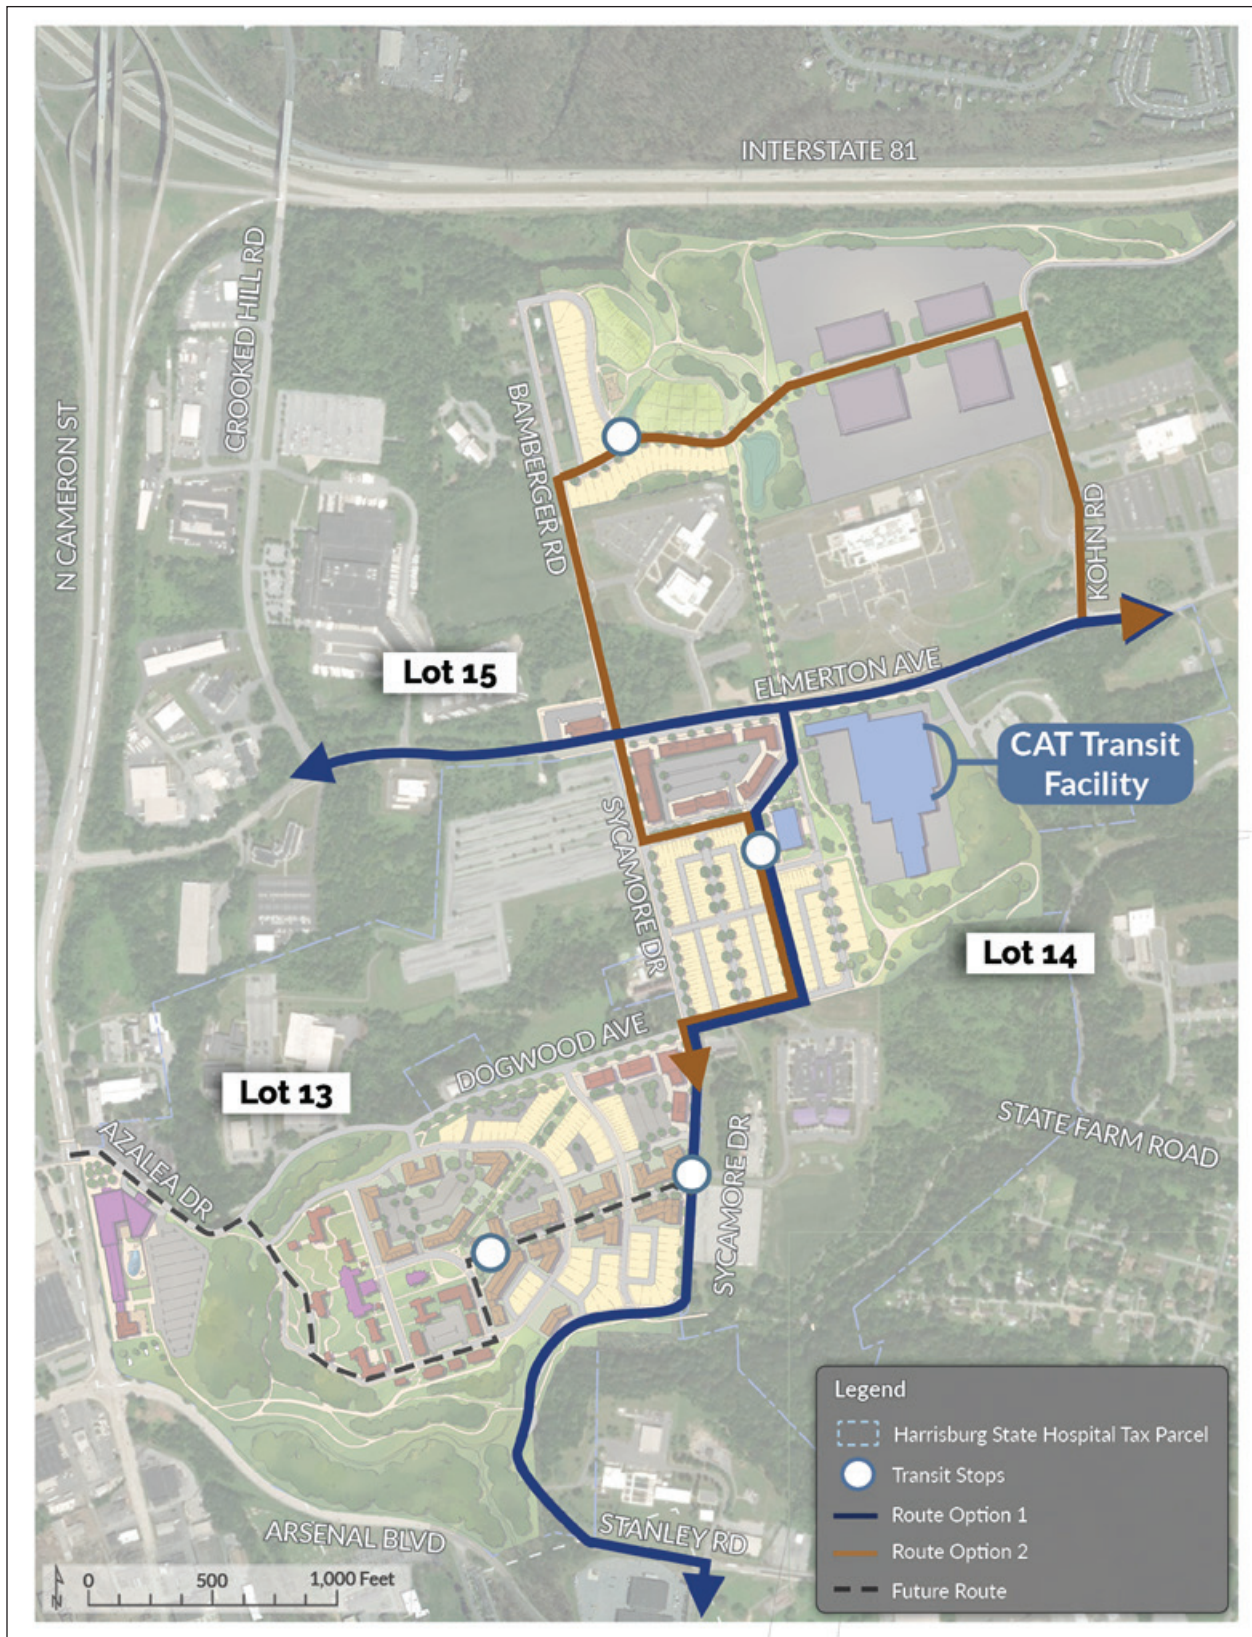 INTERSTATE 81
CROOKED HILL RD
N CAMERON ST
BAMBERGER RD
KOHN RD
Lot 15
ELMERTON AVE
CAT Transit
Facility
SYCAMORE DR
Lot 14
DOGWOOD AVE
Lot 13
AZALEA DR
STATE FARM ROAD
SYCAMORE DR
Legend
Harrisburg State Hospital Tax Parcel
Transit Stops
Route Option 1
Route Option 2
Future Route
ARSENAL BLVD
STANLEY RD
N
0 500 1,000 Feet